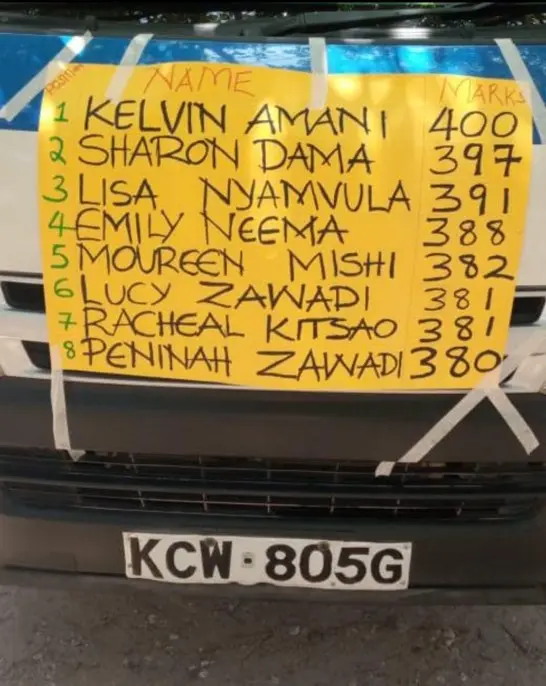 POSITION NAME MARKS
1 KELVIN AMANI 400
2 SHARON DAMA 397
3 LISA NYAMVULA 391
4 EMILY NEEMA 388
5 MOUREEN MISHI 382
6 LUCY ZAWADI 381
7 RACHEAL KITSAO 381
8 PENINAH ZAWADI 380
KCW 805G